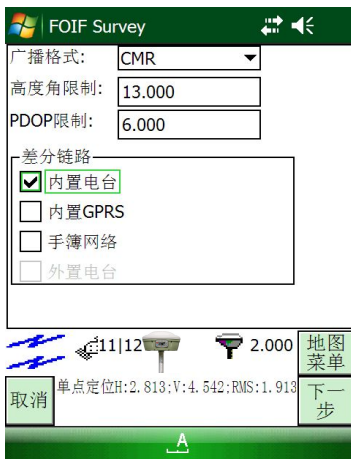 FOIF Survey
广播格式: CMR
高度角限制: 13.000
PDOP限制: 6.000
差分链路
内置电台
内置GPRS
手簿网络
外置电台
11|12 2.000 地图菜单
取消 单点定位H:2.813;V:4.542;RMS:1.913 下一步
A